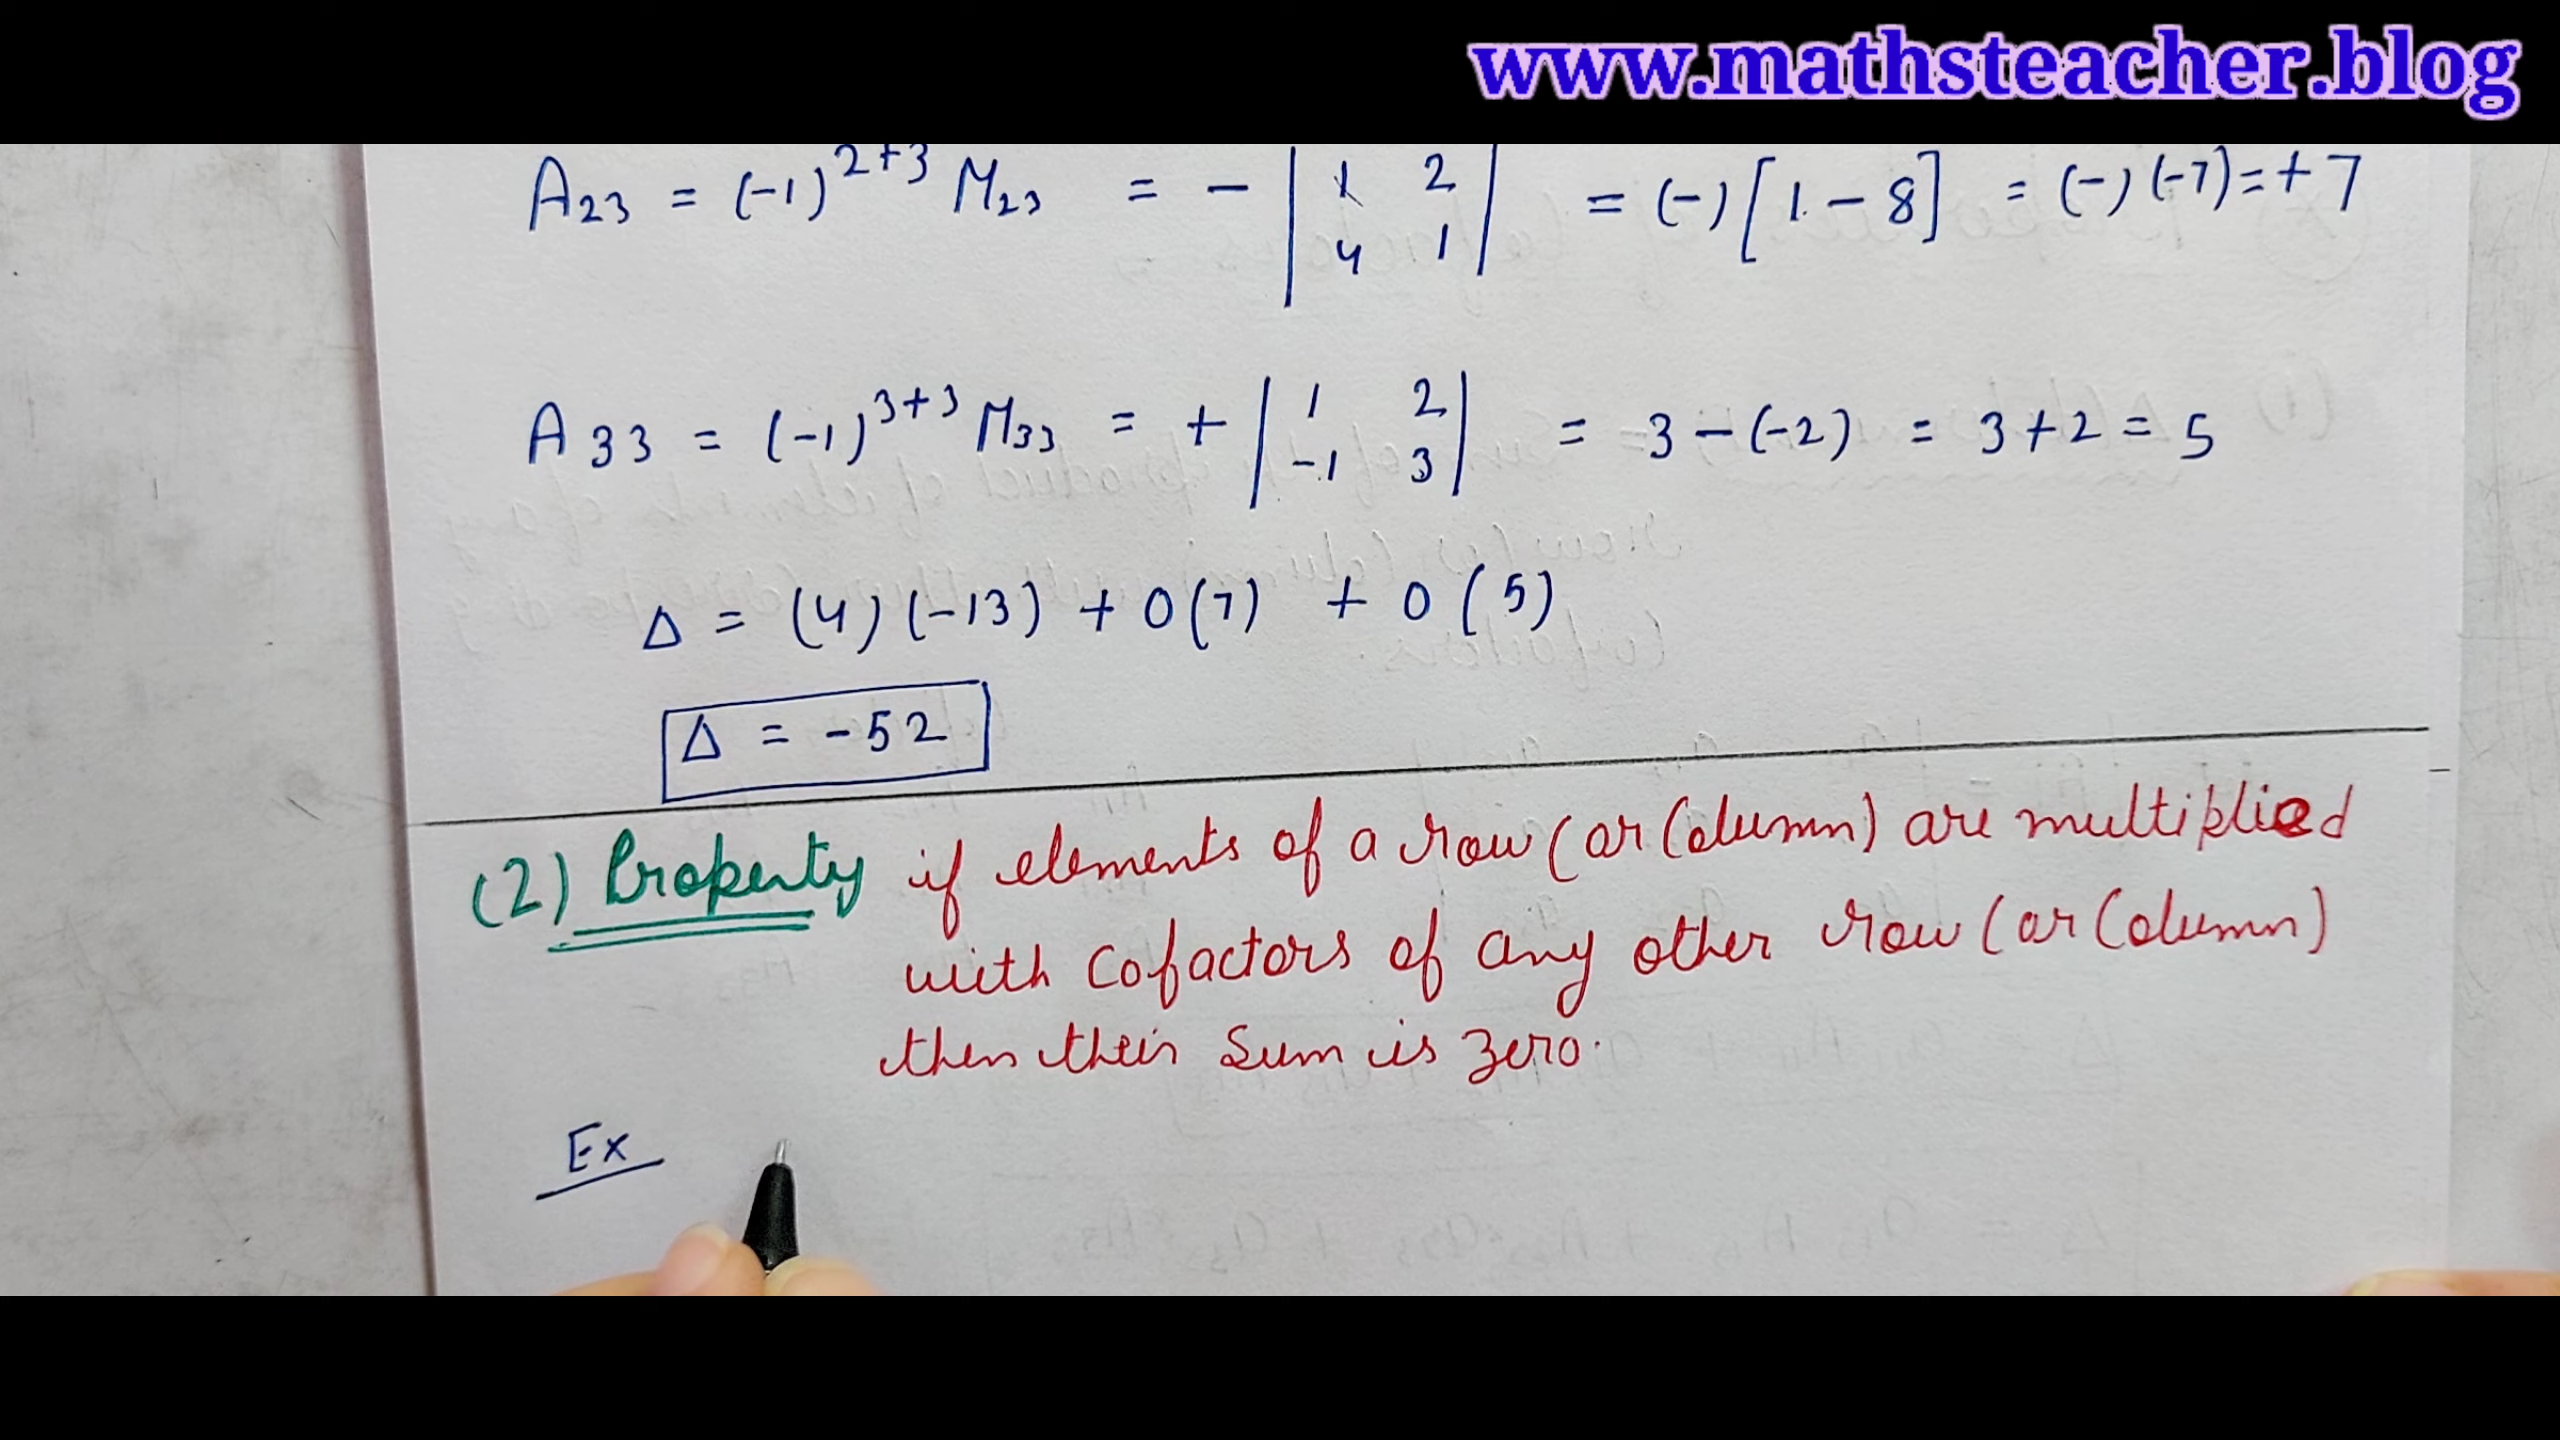 www.mathsteacher.blog
A23 = (-1)^2+3 M23 = - | 1 2 | = (-) [1 - 8] = (-) (-7) = + 7
4 1
A33 = (-1)^3+3 M33 = + | 1 2 | = 3 - (-2) = 3 + 2 = 5
-1 3
Δ = (4) (-13) + 0(7) + 0 (5)
Δ = -52
(2) Property if elements of a row (or Column) are multiplied
with cofactors of any other row (or Column)
then their sum is zero.
Ex